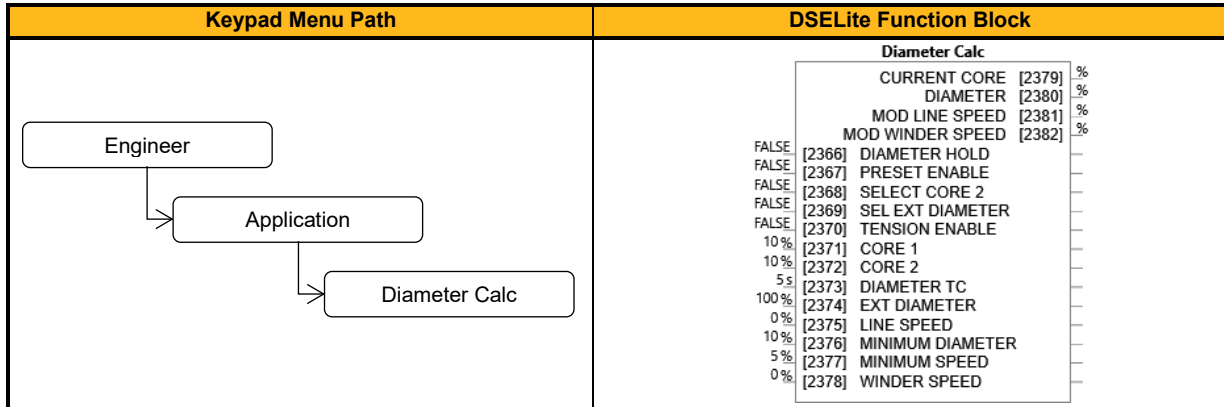 Keypad Menu Path
DSELite Function Block
Engineer
Application
Diameter Calc
Diameter Calc
CURRENT CORE [2379] %
DIAMETER [2380] %
MOD LINE SPEED [2381] %
MOD WINDER SPEED [2382] %
FALSE [2366] DIAMETER HOLD
FALSE [2367] PRESET ENABLE
FALSE [2368] SELECT CORE 2
FALSE [2369] SEL EXT DIAMETER
FALSE [2370] TENSION ENABLE
10 % [2371] CORE 1
10 % [2372] CORE 2
5 s [2373] DIAMETER TC
100 % [2374] EXT DIAMETER
0 % [2375] LINE SPEED
10 % [2376] MINIMUM DIAMETER
5 % [2377] MINIMUM SPEED
0 % [2378] WINDER SPEED